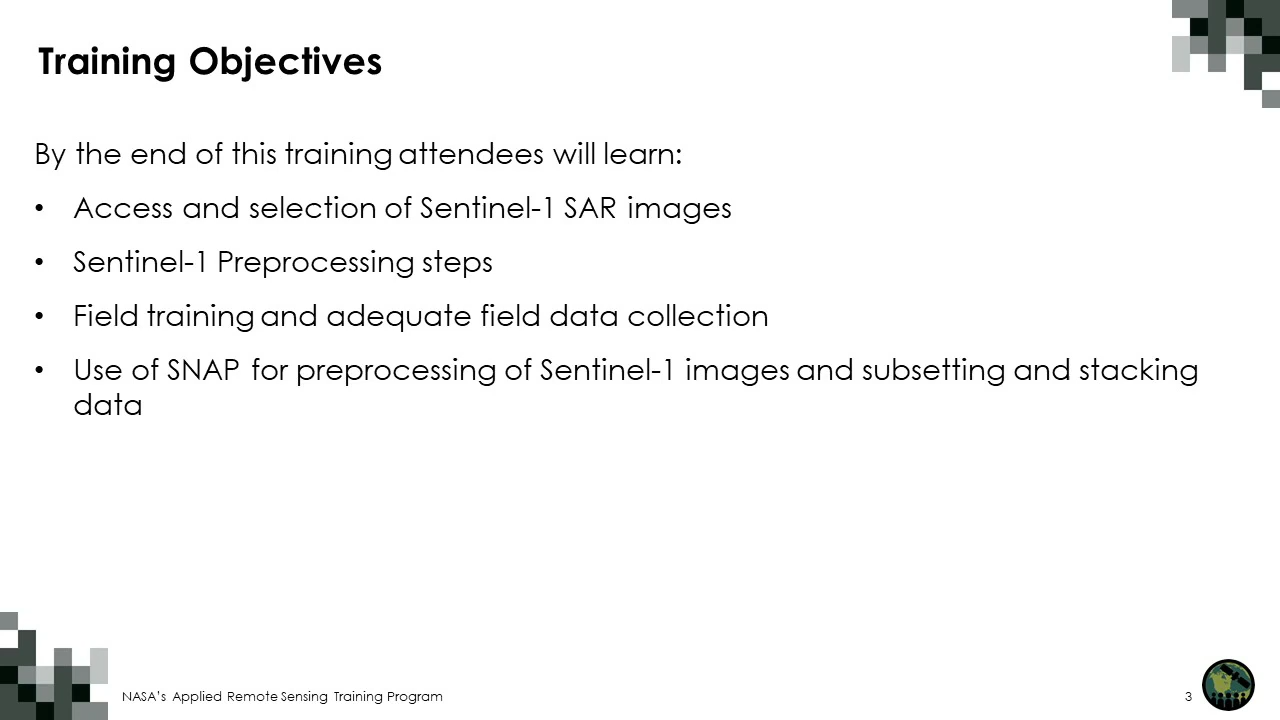 Training Objectives
By the end of this training attendees will learn:
• Access and selection of Sentinel-1 SAR images
• Sentinel-1 Preprocessing steps
• Field training and adequate field data collection
• Use of SNAP for preprocessing of Sentinel-1 images and subsetting and stacking
data
NASA's Applied Remote Sensing Training Program
3